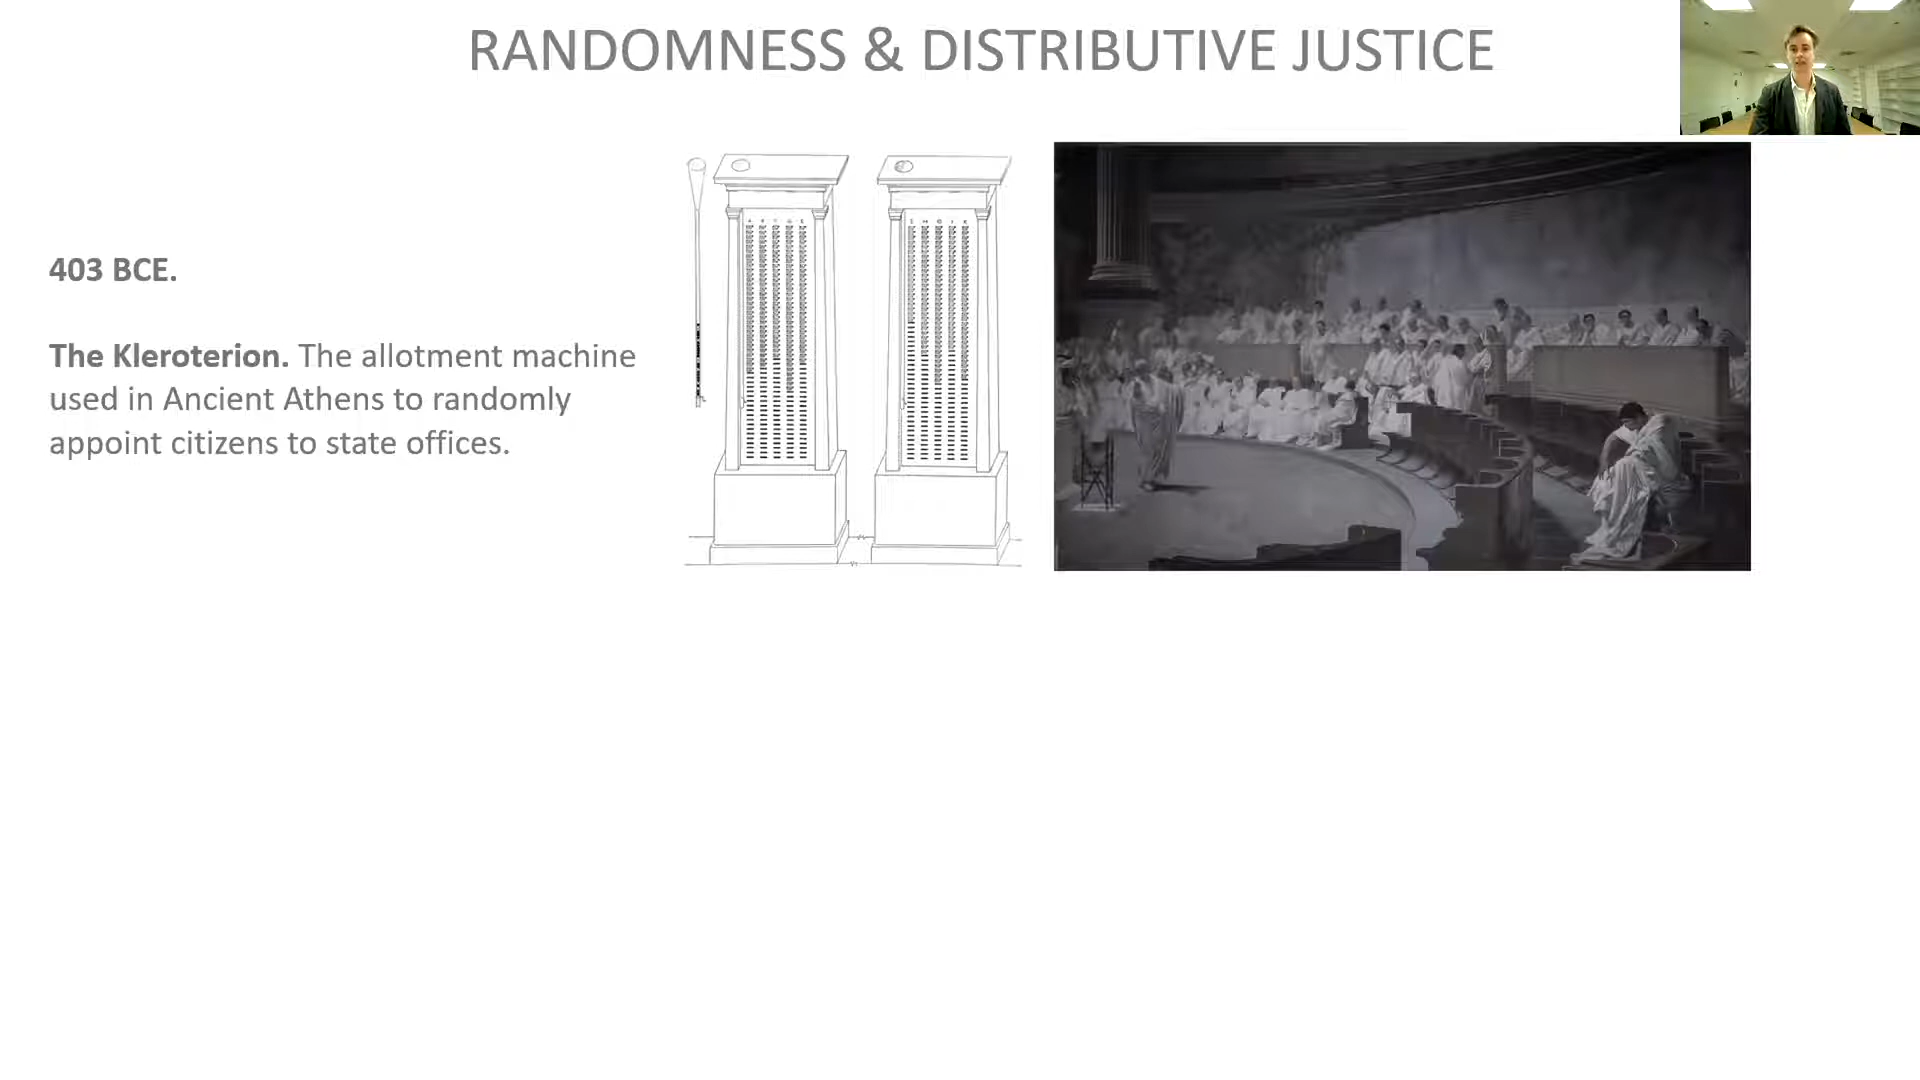 RANDOMNESS & DISTRIBUTIVE JUSTICE
403 BCE.
The Kleroterion. The allotment machine
used in Ancient Athens to randomly
appoint citizens to state offices.